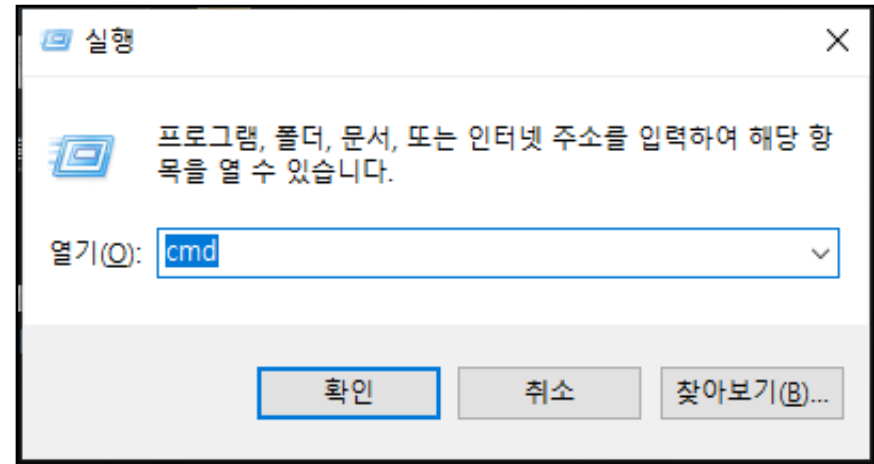 실행
프로그램, 폴더, 문서, 또는 인터넷 주소를 입력하여 해당 항
목을 열 수 있습니다.
열기(O): cmd
확인 취소 찾아보기(B)...